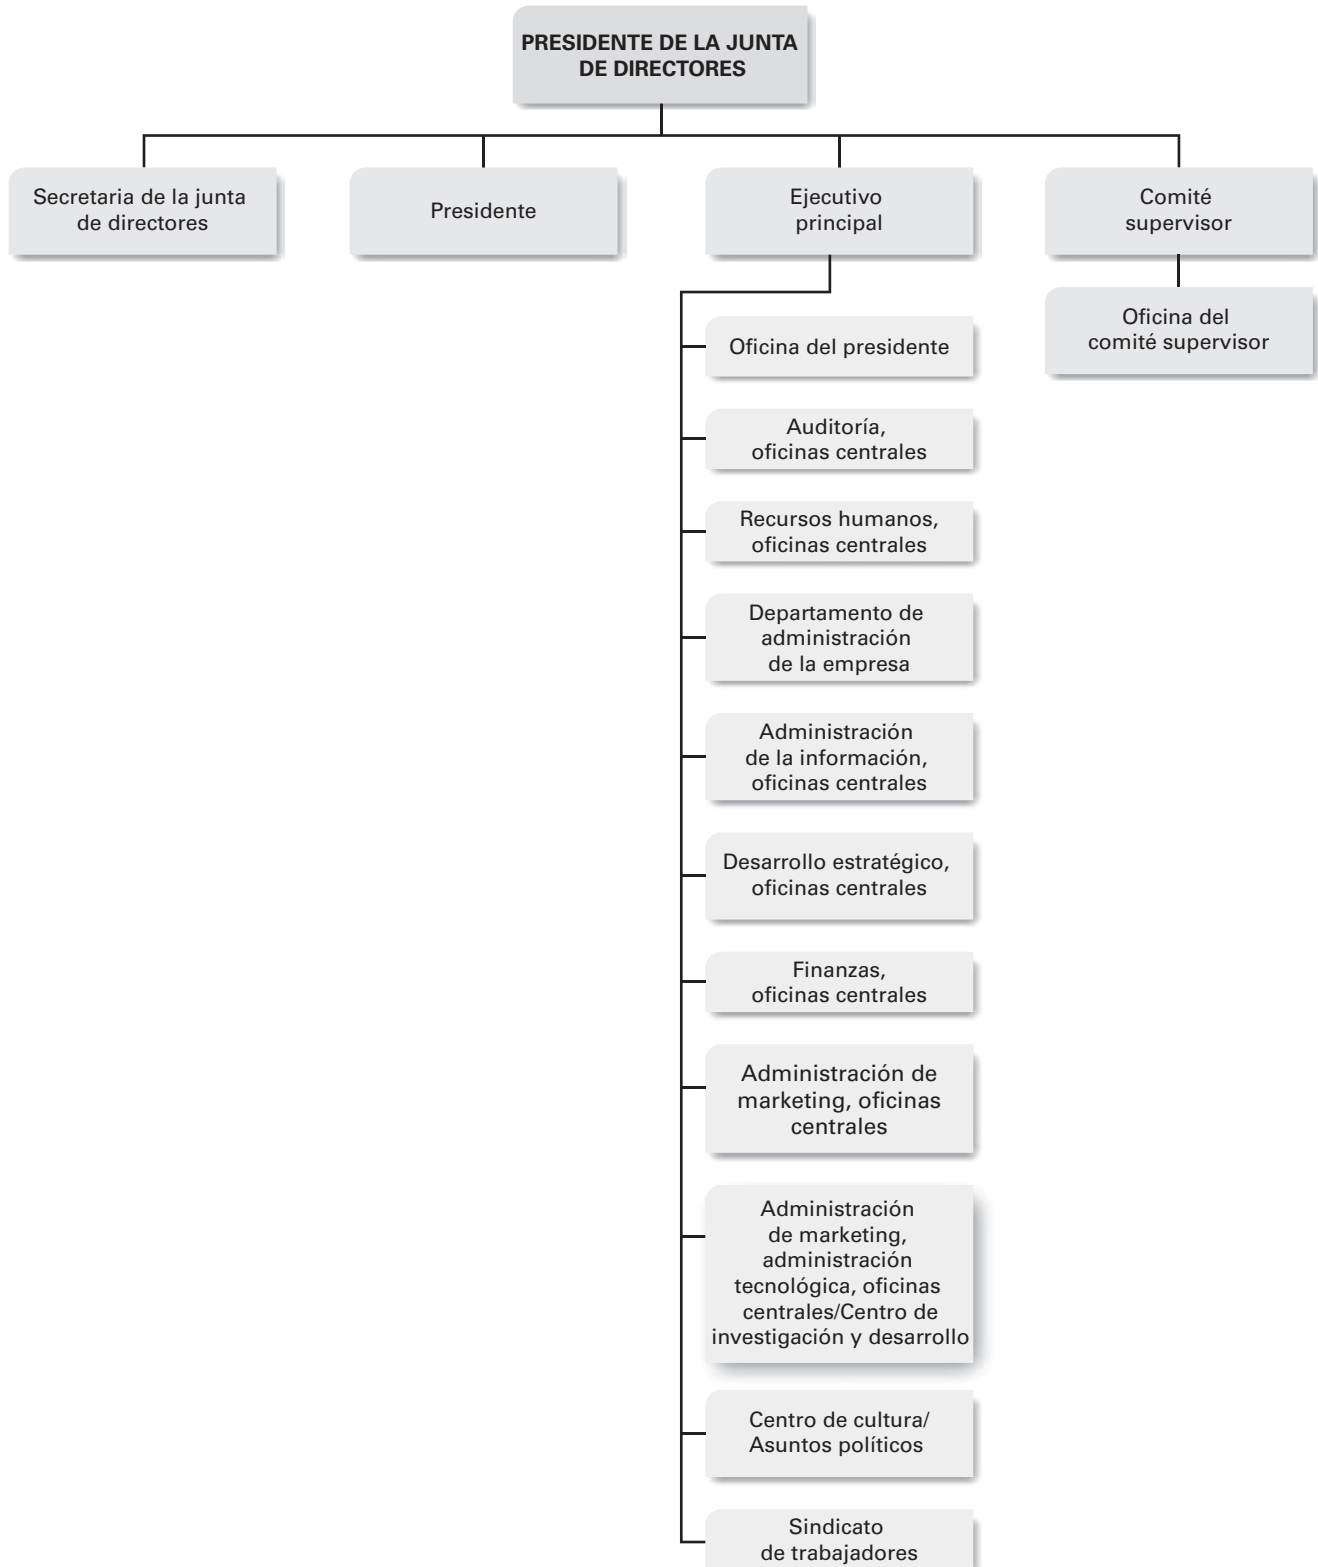 PRESIDENTE DE LA JUNTA
DE DIRECTORES
Secretaria de la junta
de directores
Presidente
Ejecutivo
principal
Comité
supervisor
Oficina del
comité supervisor
Oficina del presidente
Auditoría,
oficinas centrales
Recursos humanos,
oficinas centrales
Departamento de
administración
de la empresa
Administración
de la información,
oficinas centrales
Desarrollo estratégico,
oficinas centrales
Finanzas,
oficinas centrales
Administración de
marketing, oficinas
centrales
Administración
de marketing,
administración
tecnológica, oficinas
centrales/Centro de
investigación y desarrollo
Centro de cultura/
Asuntos políticos
Sindicato
de trabajadores